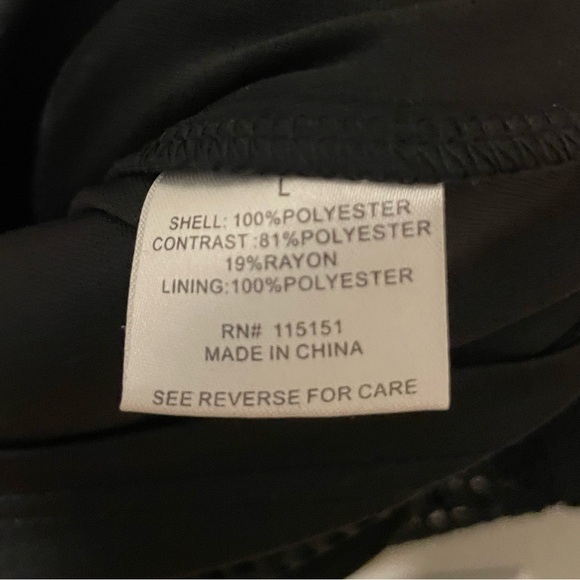 L
SHELL: 100%POLYESTER
CONTRAST :81%POLYESTER
19%RAYON
LINING:100%POLYESTER
RN# 115151
MADE IN CHINA
SEE REVERSE FOR CARE